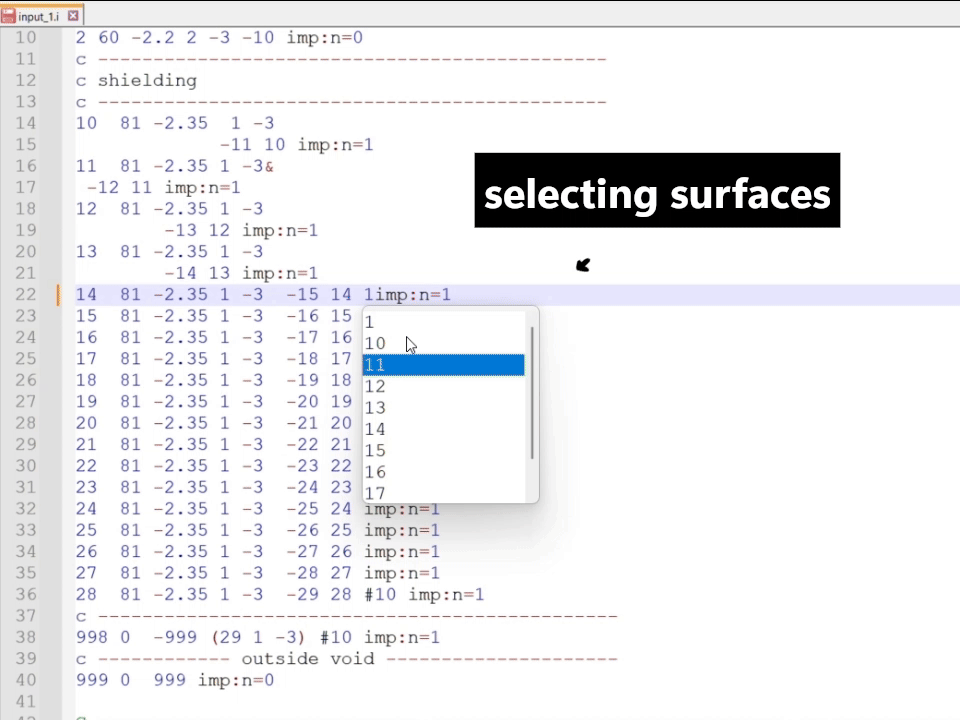 input_1.i
10 2 60 -2.2 2 -3 -10 imp:n=0
11 c ----------------------------------------------
12 c shielding
13 c ----------------------------------------------
14 10  81 -2.35  1 -3
15              -11 10 imp:n=1
16 11  81 -2.35 1 -3&
17  -12 11 imp:n=1
18 12  81 -2.35 1 -3
19         -13 12 imp:n=1
20 13  81 -2.35 1 -3
21         -14 13 imp:n=1
22 14  81 -2.35 1 -3  -15 14 1imp:n=1
23 15  81 -2.35 1 -3  -16 15
24 16  81 -2.35 1 -3  -17 16
25 17  81 -2.35 1 -3  -18 17
26 18  81 -2.35 1 -3  -19 18
27 19  81 -2.35 1 -3  -20 19
28 20  81 -2.35 1 -3  -21 20
29 21  81 -2.35 1 -3  -22 21
30 22  81 -2.35 1 -3  -23 22
31 23  81 -2.35 1 -3  -24 23
32 24  81 -2.35 1 -3  -25 24 imp:n=1
33 25  81 -2.35 1 -3  -26 25 imp:n=1
34 26  81 -2.35 1 -3  -27 26 imp:n=1
35 27  81 -2.35 1 -3  -28 27 imp:n=1
36 28  81 -2.35 1 -3  -29 28 #10 imp:n=1
37 c -----------------------------------------------
38 998 0  -999 (29 1 -3) #10 imp:n=1
39 c ------------ outside void ---------------------
40 999 0  999 imp:n=0
41
1
10
11
12
13
14
15
16
17
selecting surfaces